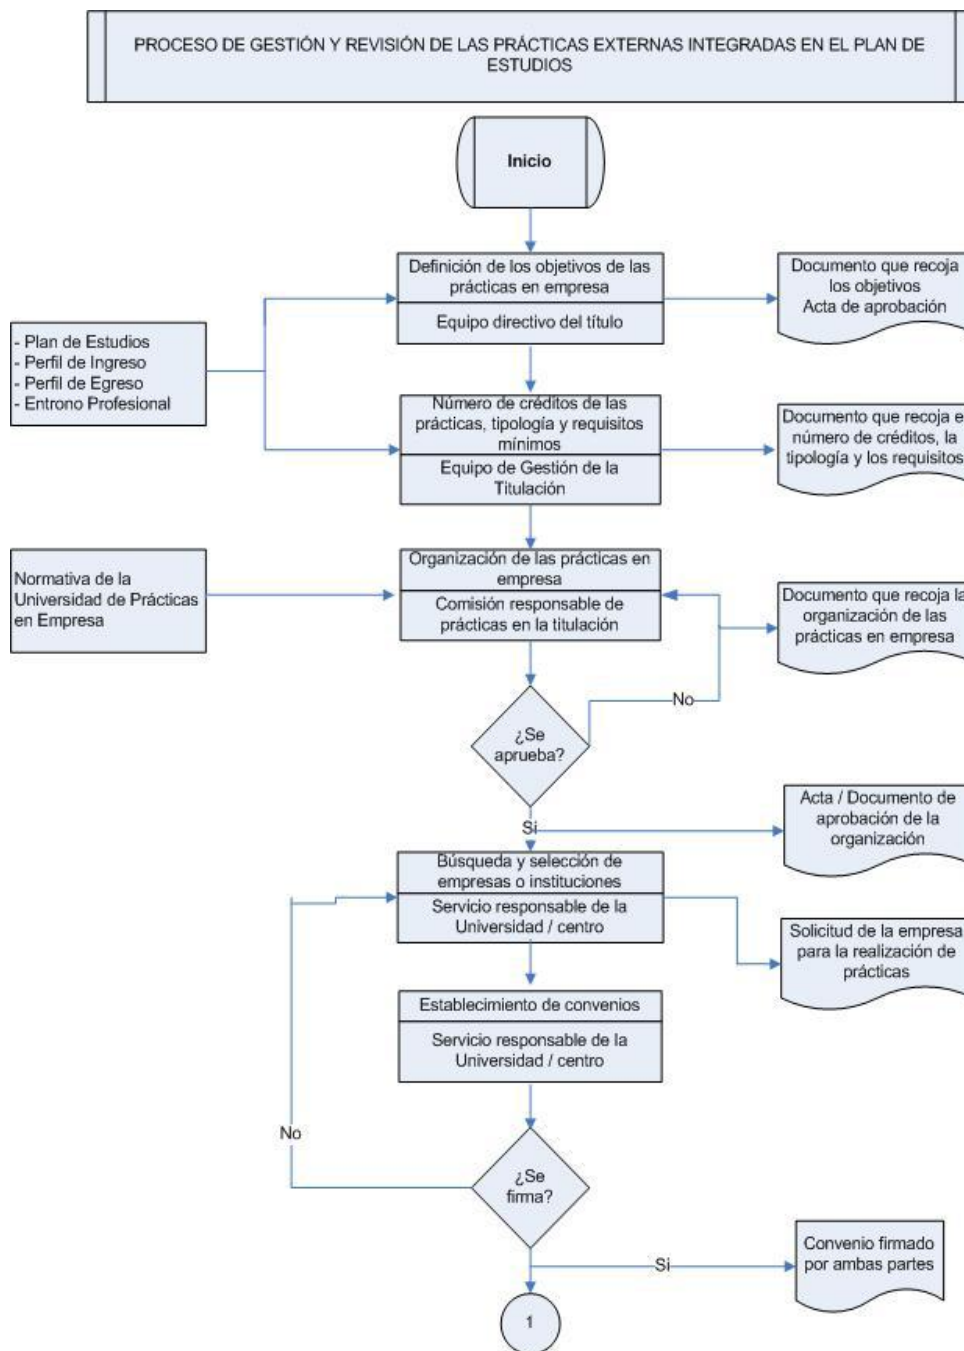 PROCESO DE GESTIÓN Y REVISIÓN DE LAS PRÁCTICAS EXTERNAS INTEGRADAS EN EL PLAN DE
ESTUDIOS
Inicio
Definición de los objetivos de las
prácticas en empresa
Equipo directivo del título
Documento que recoja
los objetivos
Acta de aprobación
- Plan de Estudios
- Perfil de Ingreso
- Perfil de Egreso
- Entrono Profesional
Número de créditos de las
prácticas, tipología y requisitos
mínimos
Equipo de Gestión de la
Titulación
Documento que recoja e
número de créditos, la
tipología y los requisitos
Normativa de la
Universidad de Prácticas
en Empresa
Organización de las prácticas en
empresa
Comisión responsable de
prácticas en la titulación
Documento que recoja la
organización de las
prácticas en empresa
No
¿Se
aprueba?
Si
Acta / Documento de
aprobación de la
organización
Búsqueda y selección de
empresas o instituciones
Servicio responsable de la
Universidad / centro
Solicitud de la empresa
para la realización de
prácticas
Establecimiento de convenios
Servicio responsable de la
Universidad / centro
No
¿Se
firma?
Si
Convenio firmado
por ambas partes
1